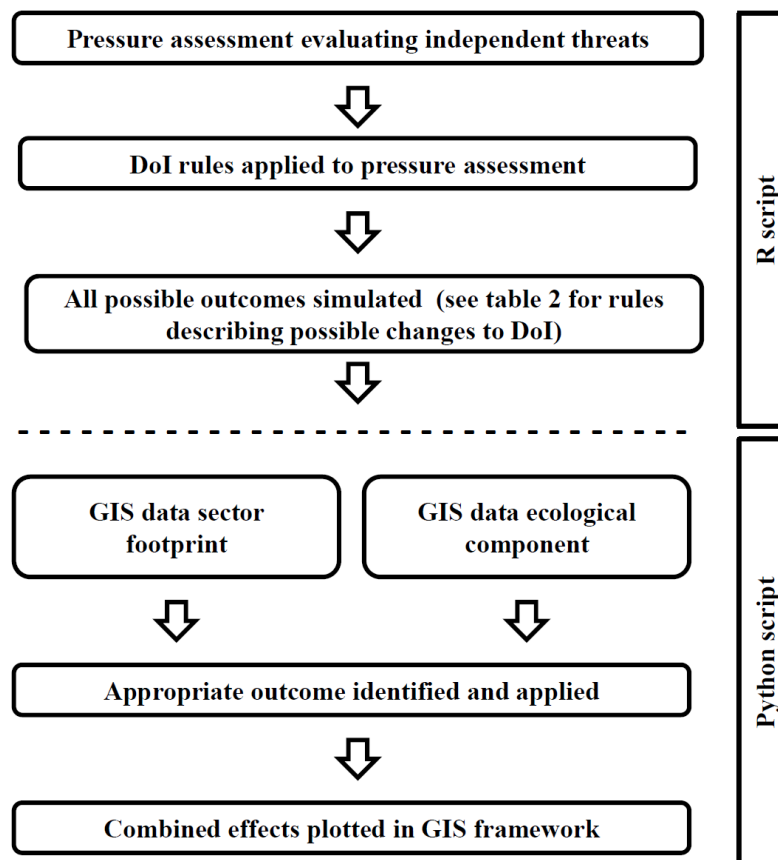 Pressure assessment evaluating independent threats
DoI rules applied to pressure assessment
All possible outcomes simulated (see table 2 for rules
describing possible changes to DoI)
R script
GIS data sector
footprint
GIS data ecological
component
Appropriate outcome identified and applied
Combined effects plotted in GIS framework
Python script